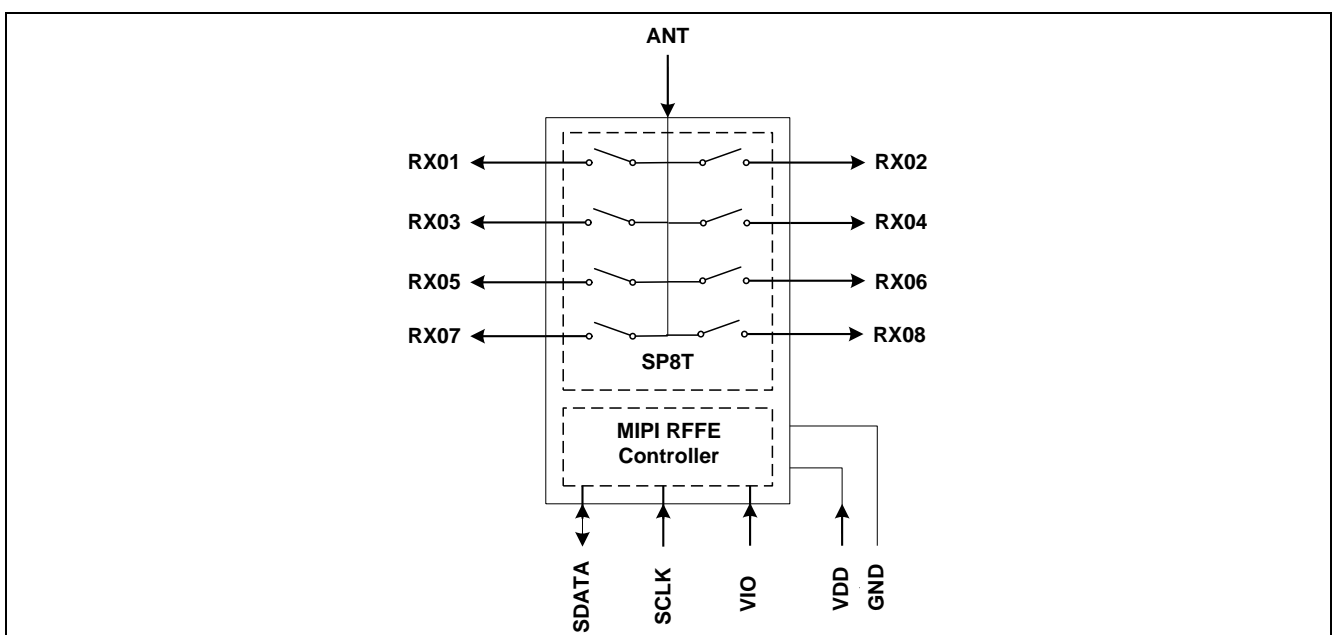 ANT
RX01
RX02
RX03
RX04
RX05
RX06
RX07
RX08
SP8T
MIPI RFFE
Controller
SDATA
SCLK
VIO
VDD
GND